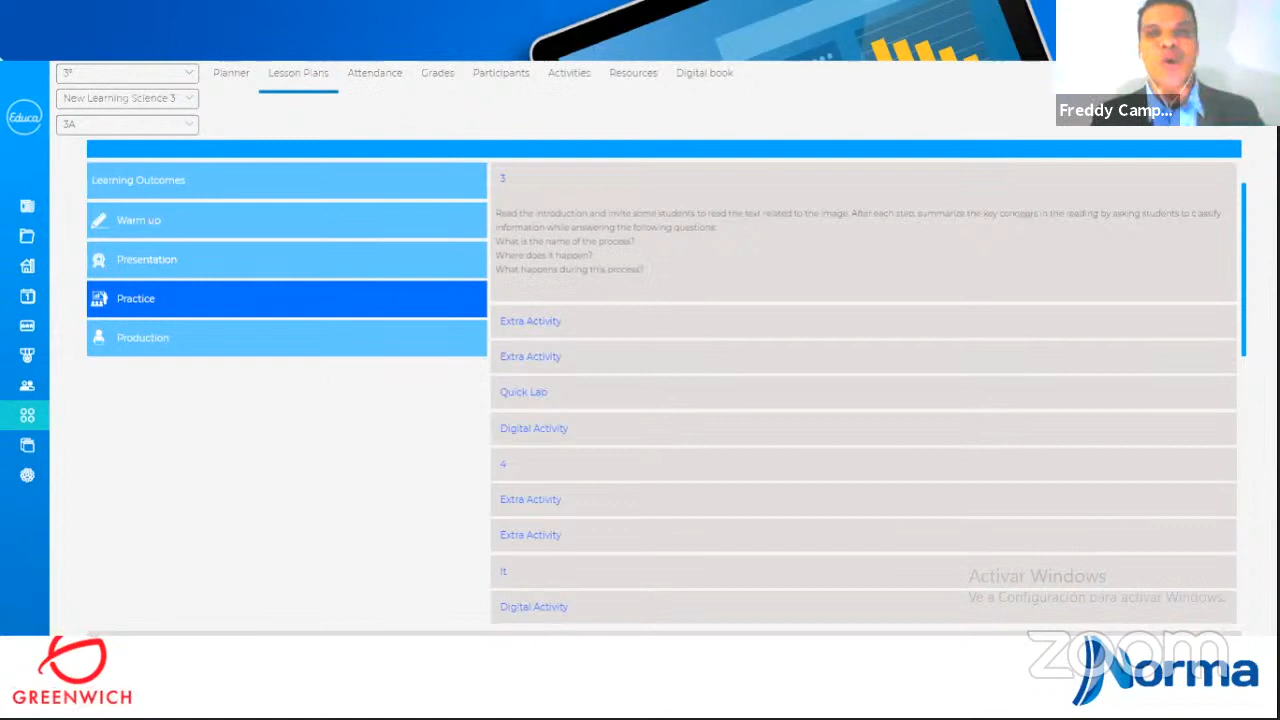 Freddy Camp...
3ª
Planner
Lesson Plans
Attendance
Grades
Participants
Activities
Resources
Digital book
New Learning Science 3
3A
Educa
Learning Outcomes
Warm up
Presentation
Practice
Production
3
Read the introduction and invite some students to read the text related to the image. After each step, summarize the key concepts in the reading by asking students to classify
information while answering the following questions:
What is the name of the process?
Where does it happen?
What happens during this process?
Extra Activity
Extra Activity
Quick Lab
Digital Activity
4
Extra Activity
Extra Activity
It
Digital Activity
Activar Windows
Ve a Configuración para activar Windows.
zoom
GREENWICH
Norma